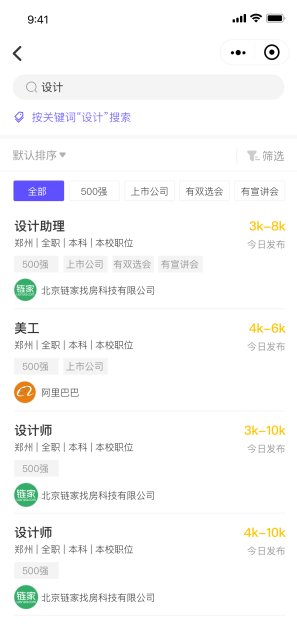 9:41
设计
按关键词“设计”搜索
默认排序 筛选
全部 500强 上市公司 有双选会 有宣讲会
设计助理 3k-8k
郑州 | 全职 | 本科 | 本校职位 今日发布
500强 上市公司 有双选会 有宣讲会
链家 北京链家找房科技有限公司
美工 4k-6k
郑州 | 全职 | 本科 | 本校职位 今日发布
500强 上市公司
阿里巴巴
设计师 3k-10k
郑州 | 全职 | 本科 | 本校职位 今日发布
500强
链家 北京链家找房科技有限公司
设计师 4k-10k
郑州 | 全职 | 本科 | 本校职位 今日发布
500强
链家 北京链家找房科技有限公司